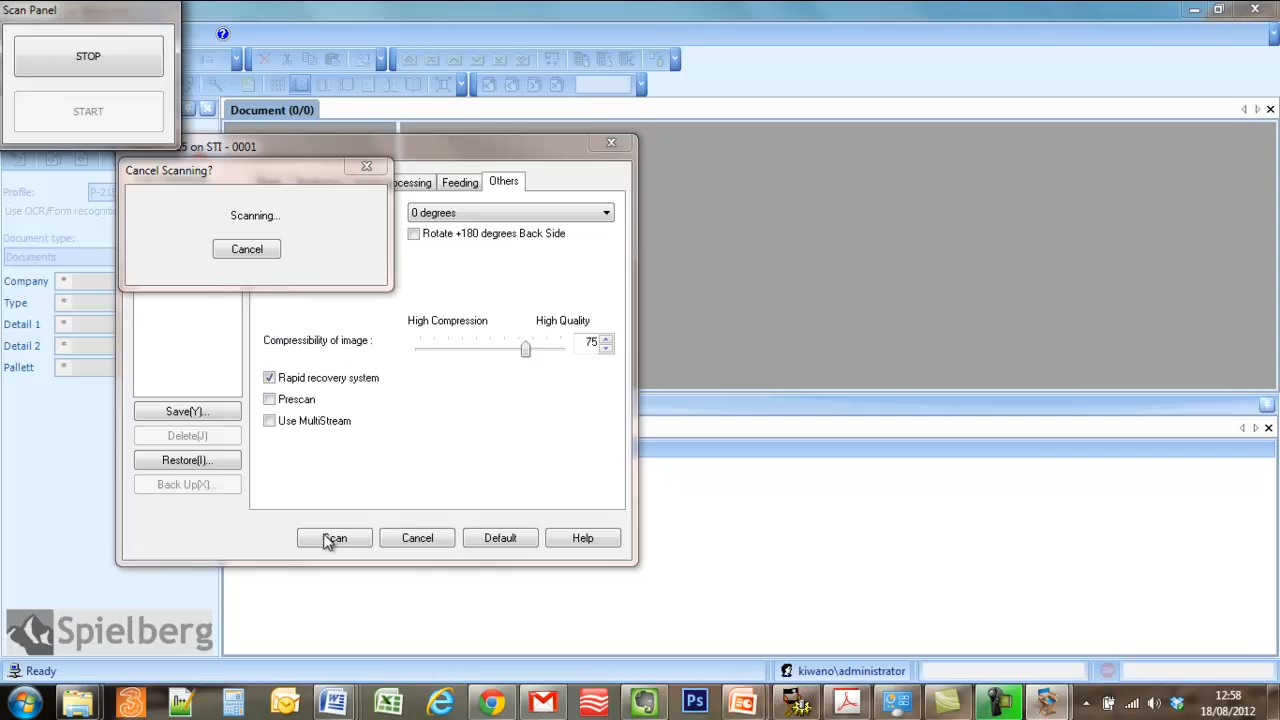 Scan Panel
STOP
START
Document (0/0)
5 on STI - 0001
Cancel Scanning?
Scanning...
Cancel
Feeding
Others
0 degrees
Rotate +180 degrees Back Side
Profile:
Use OCR/Form
Document type:
Documents
Company *
Type *
Detail 1 *
Detail 2 *
Pallett *
High Compression High Quality
Compressibility of image : 75
Rapid recovery system
Prescan
Use MultiStream
Save(Y)...
Delete(J)
Restore(I)...
Back Up(X)...
Cancel Default Help
Spielberg
Ready
kiwano\administrator
Ps
12:58
18/08/2012